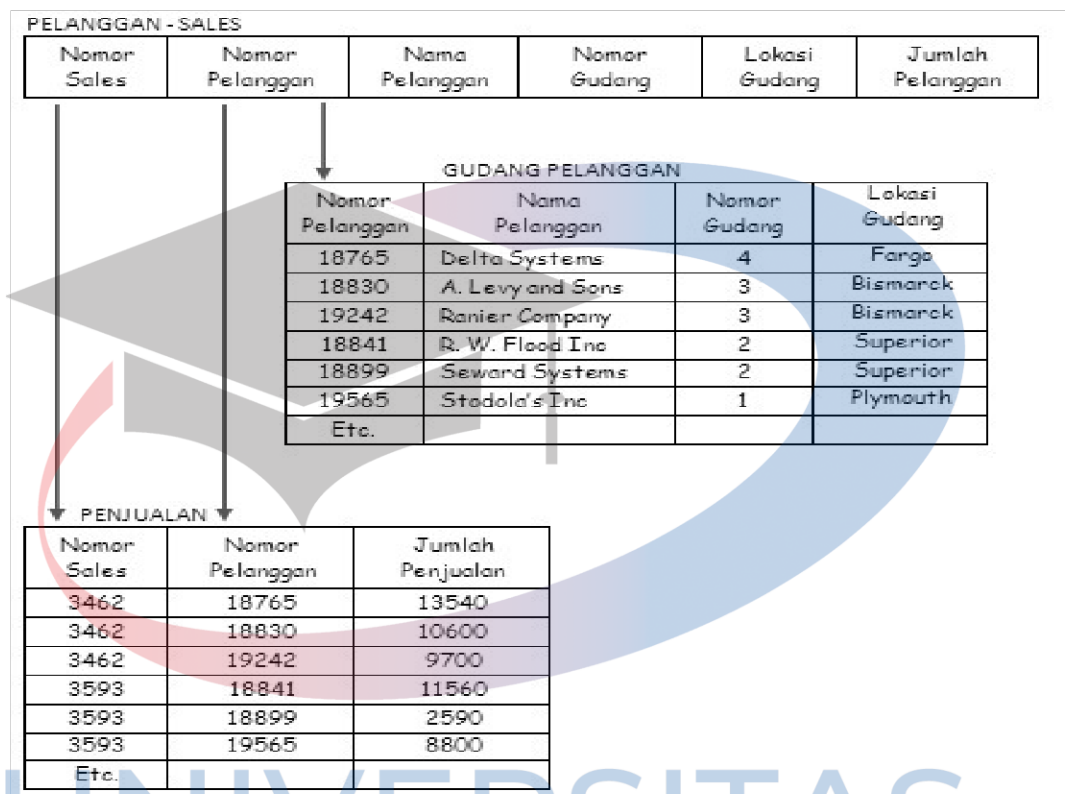 PELANGGAN - SALES
Nomor Sales | Nomor Pelanggan | Nama Pelanggan | Nomor Gudang | Lokasi Gudang | Jumlah Pelanggan
GUDANG PELANGGAN
Nomor Pelanggan | Nama Pelanggan | Nomor Gudang | Lokasi Gudang
18765 | Delta Systems | 4 | Fargo
18830 | A. Levy and Sons | 3 | Bismarck
19242 | Ranier Company | 3 | Bismarck
18841 | R. W. Flood Inc | 2 | Superior
18899 | Seward Systems | 2 | Superior
19565 | Stodola's Inc | 1 | Plymouth
Etc.
PENJUALAN
Nomor Sales | Nomor Pelanggan | Jumlah Penjualan
3462 | 18765 | 13540
3462 | 18830 | 10600
3462 | 19242 | 9700
3593 | 18841 | 11560
3593 | 18899 | 2590
3593 | 19565 | 8800
Etc.
UNIVERSITAS